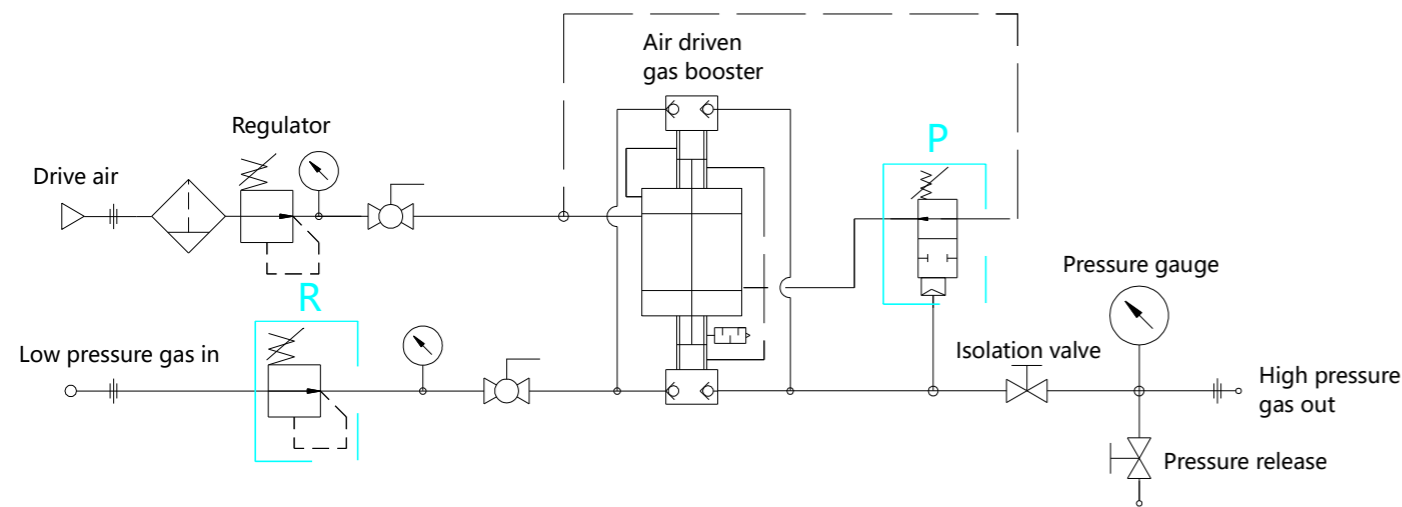 Air driven
gas booster
Regulator
P
Drive air
Pressure gauge
R
Low pressure gas in
Isolation valve
High pressure
gas out
Pressure release